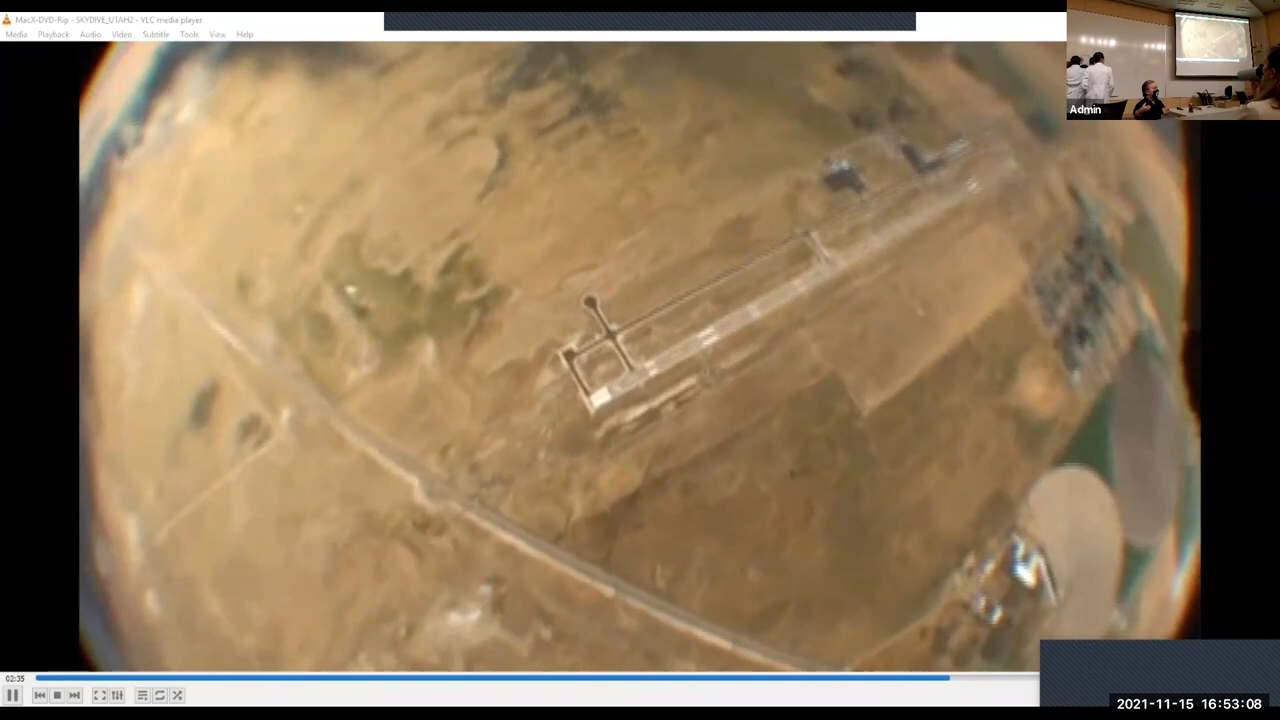 MacX-DVD-Rip - SKYDIVE_UTAH2 - VLC media player
Media Playback Audio Video Subtitle Tools View Help
Admin
02:35
2021-11-15 16:53:08